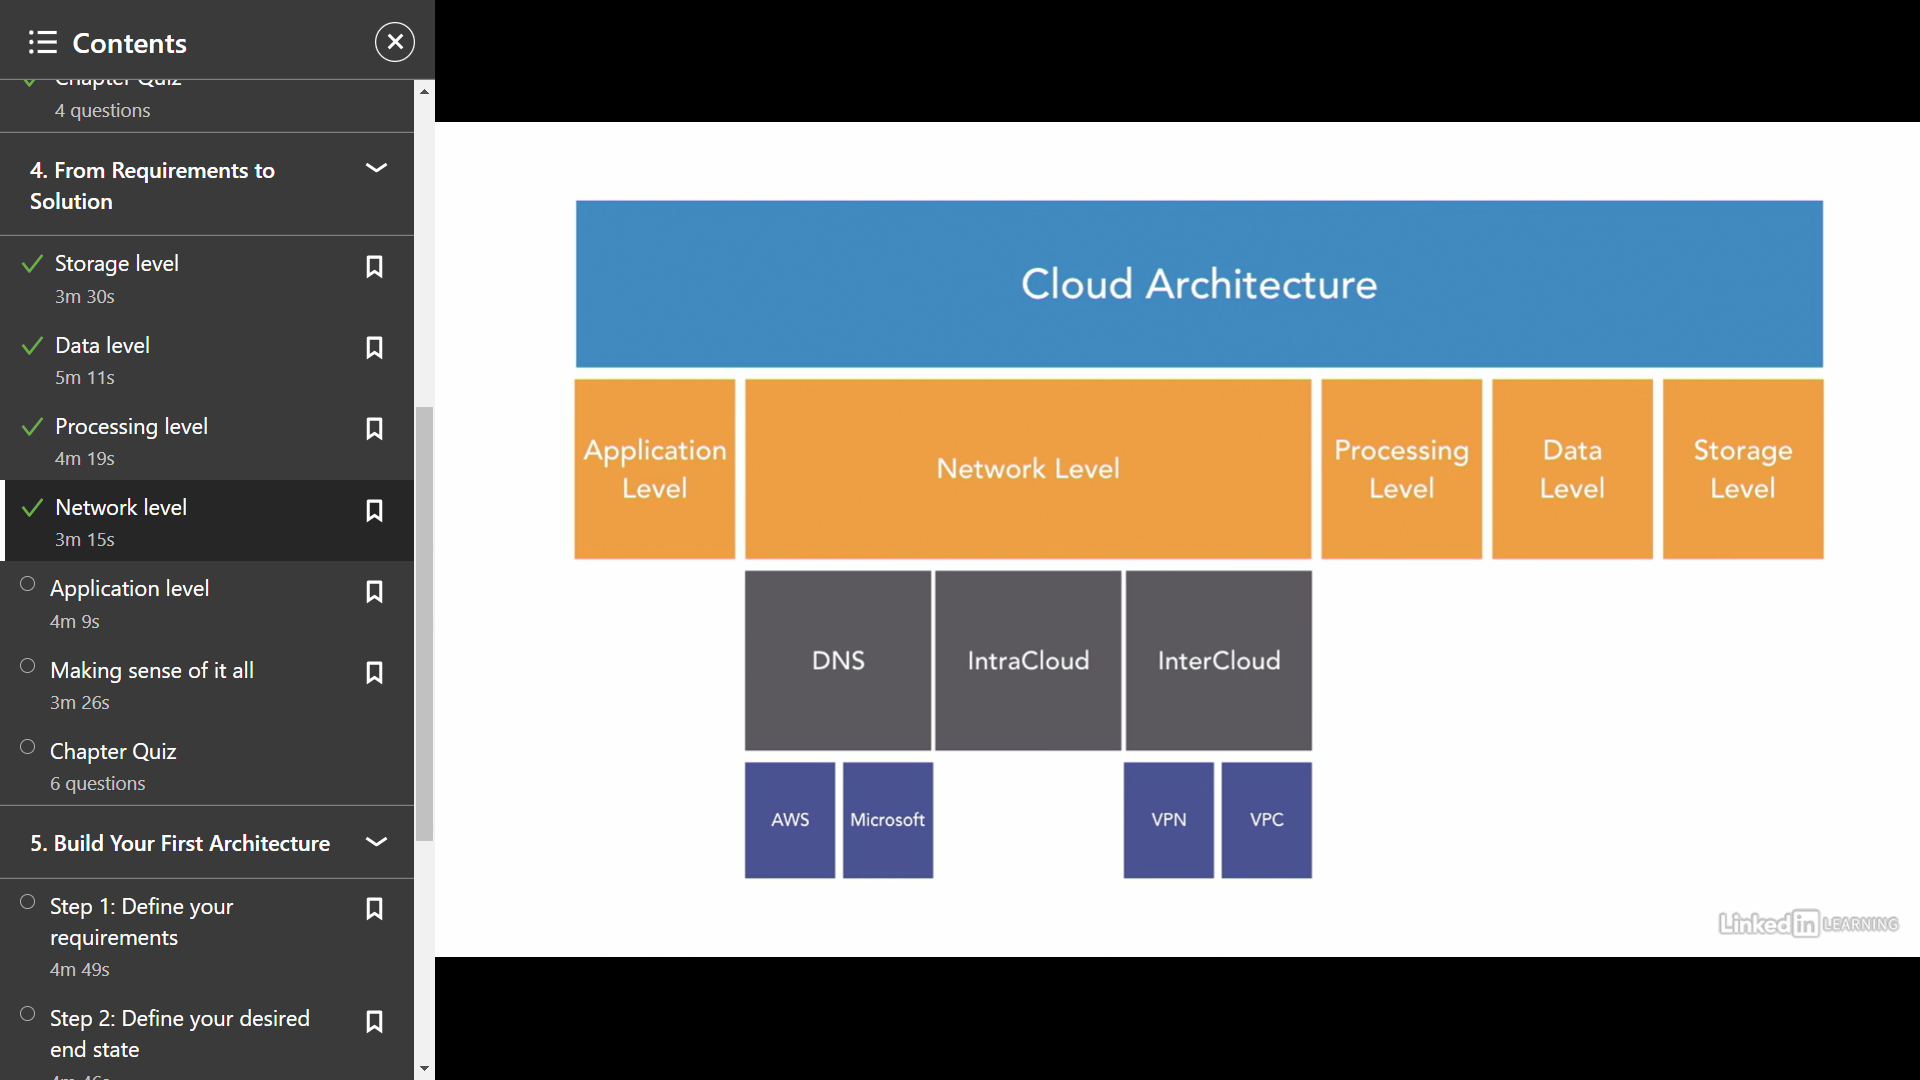 Contents
Chapter Quiz
4 questions
4. From Requirements to
Solution
Storage level
3m 30s
Data level
5m 11s
Processing level
4m 19s
Network level
3m 15s
Application level
4m 9s
Making sense of it all
3m 26s
Chapter Quiz
6 questions
5. Build Your First Architecture
Step 1: Define your
requirements
4m 49s
Step 2: Define your desired
end state
Cloud Architecture
Application
Level
Network Level
Processing
Level
Data
Level
Storage
Level
DNS
IntraCloud
InterCloud
AWS
Microsoft
VPN
VPC
Linked in LEARNING